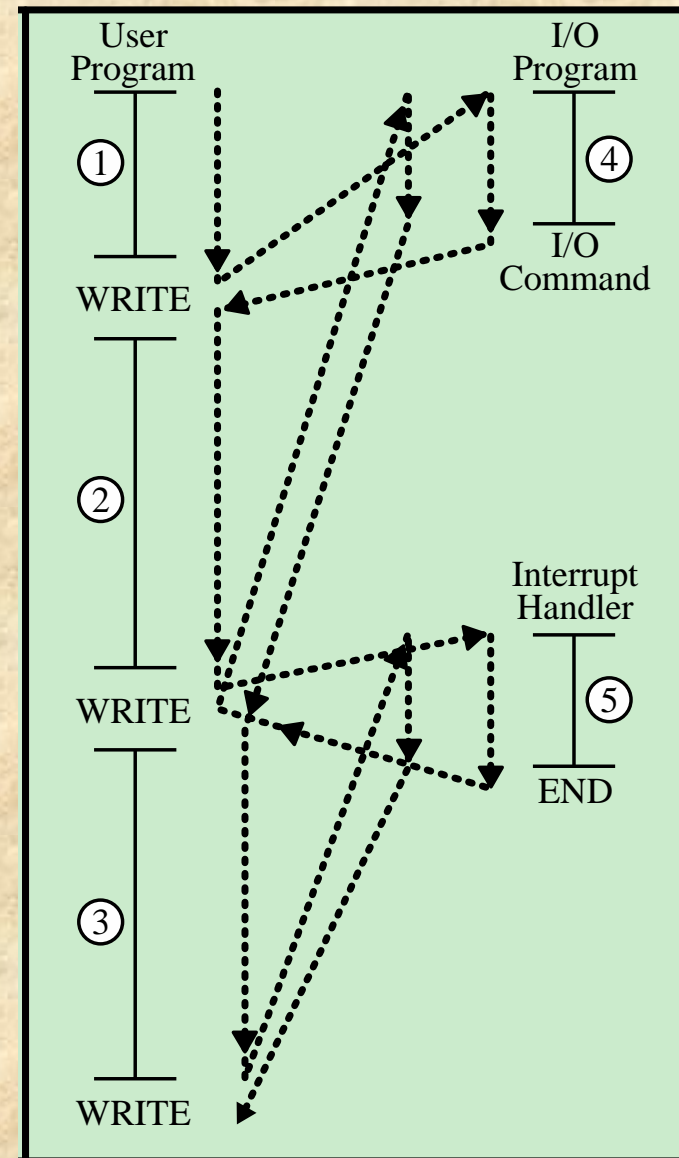 User
Program
I/O
Program
1
4
WRITE
I/O
Command
2
Interrupt
Handler
WRITE
5
END
3
WRITE